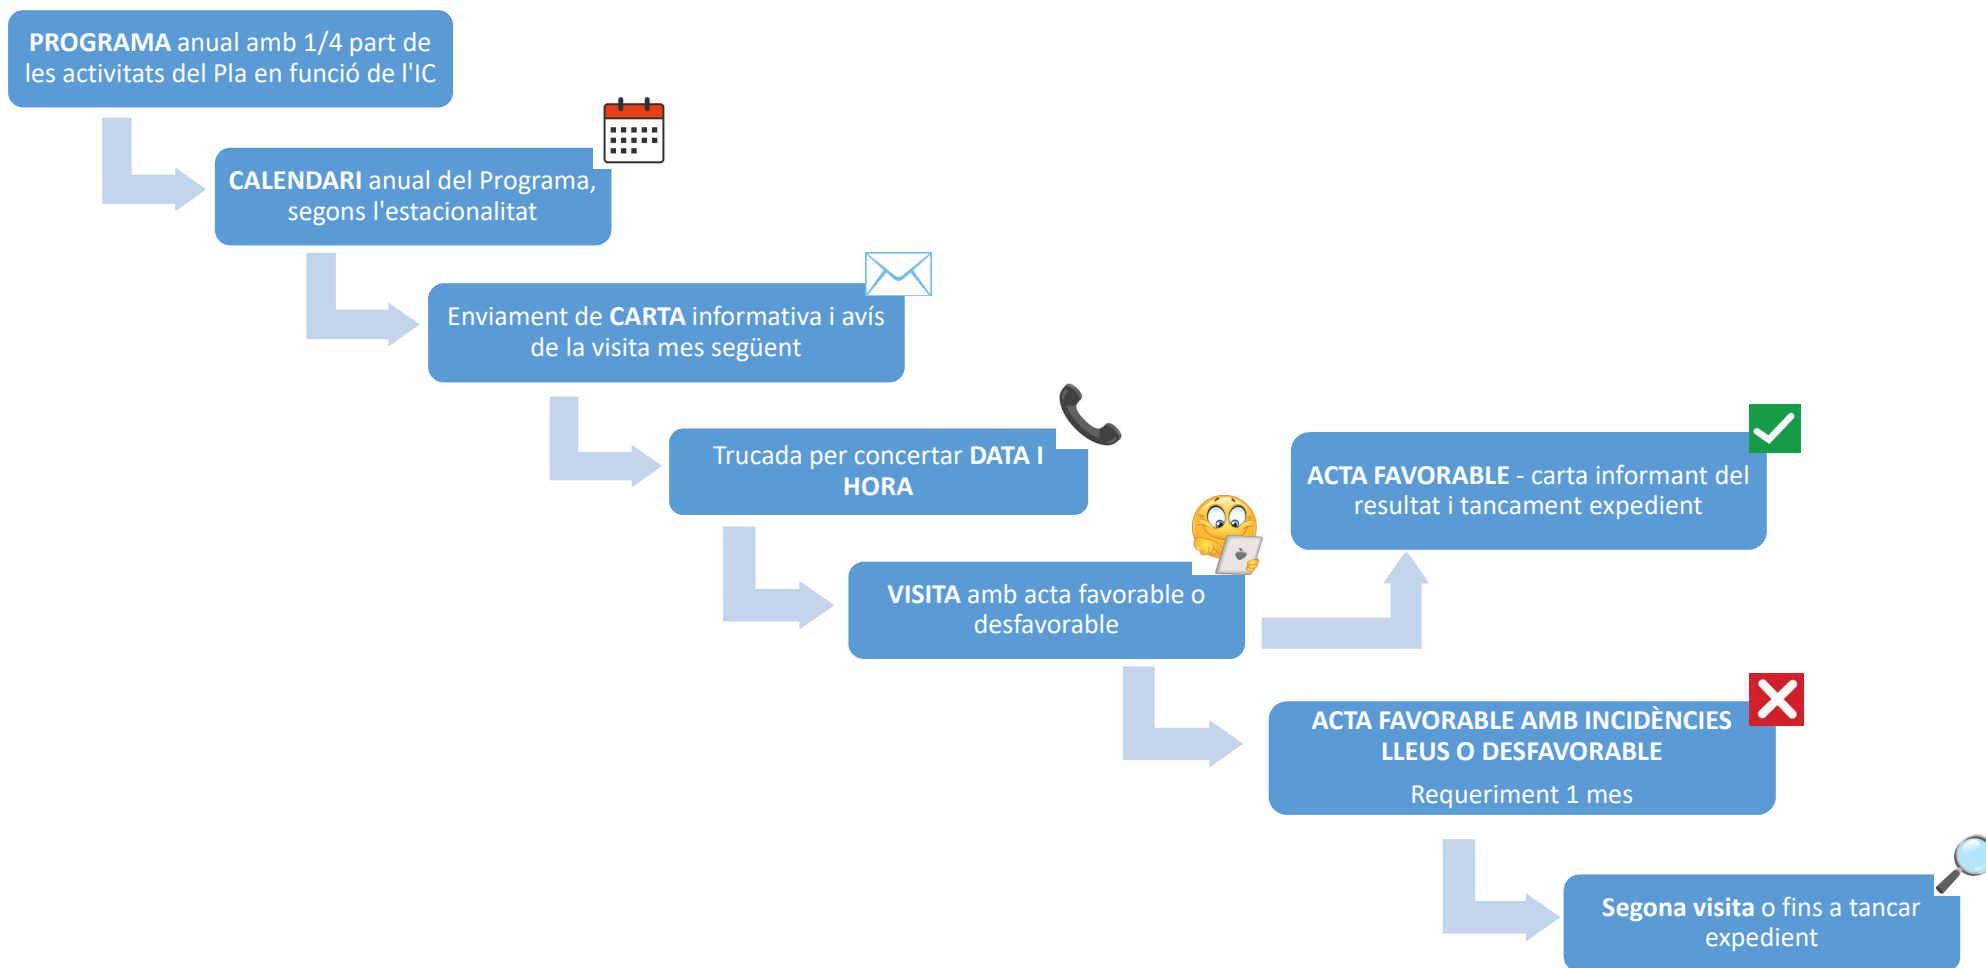 PROGRAMA anual amb 1/4 part de
les activitats del Pla en funció de l'IC
CALENDARI anual del Programa,
segons l'estacionalitat
Enviament de CARTA informativa i avís
de la visita mes següent
Trucada per concertar DATA I
HORA
VISITA amb acta favorable o
desfavorable
ACTA FAVORABLE - carta informant del
resultat i tancament expedient
ACTA FAVORABLE AMB INCIDÈNCIES
LLEUS O DESFAVORABLE
Requeriment 1 mes
Segona visita o fins a tancar
expedient